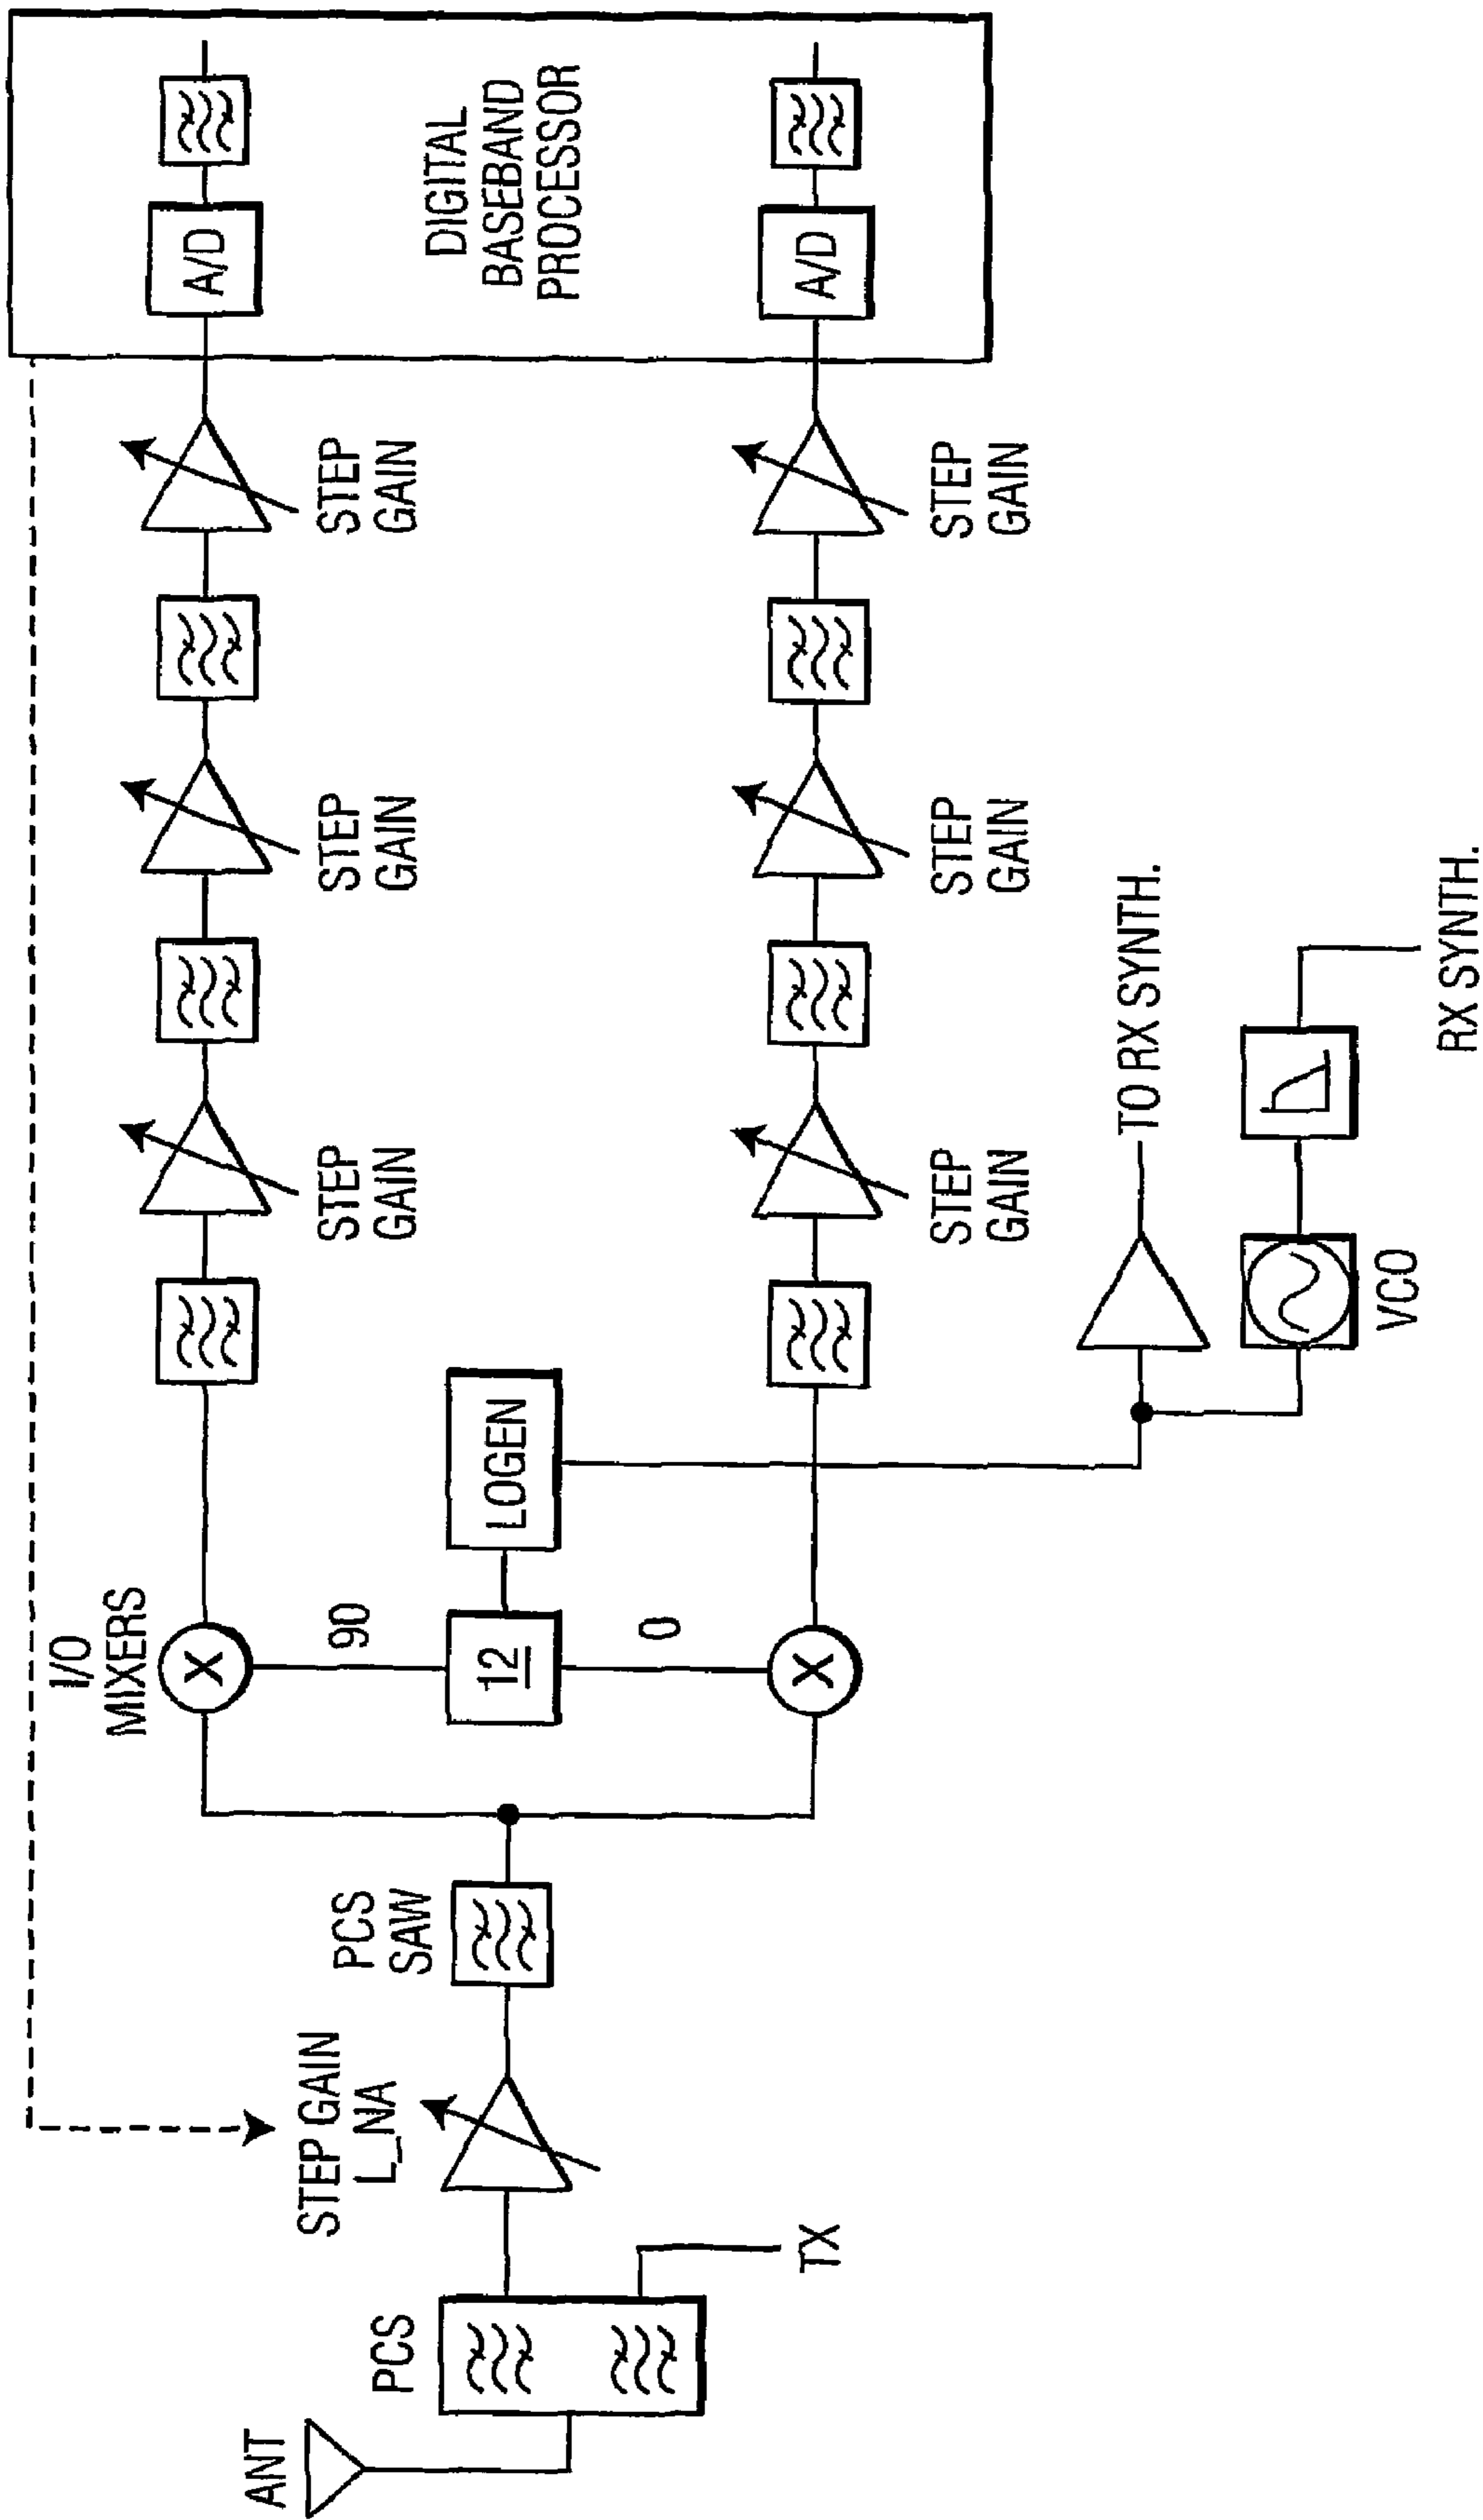 I/O
MIXERS
A/D
ANT
PCS
STEP GAIN
L_NA
PCS
SAW
90
STEP
GAIN
STEP
GAIN
STEP
GAIN
DIGITAL
BASEBAND
PROCESSOR
12
LOGEN
0
TX
A/D
STEP
GAIN
STEP
GAIN
STEP
GAIN
TO RX SYNTH.
VCO
RX SYNTH.